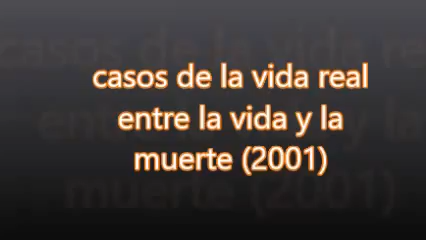 casos de la vida real
entre la vida y la
muerte (2001)